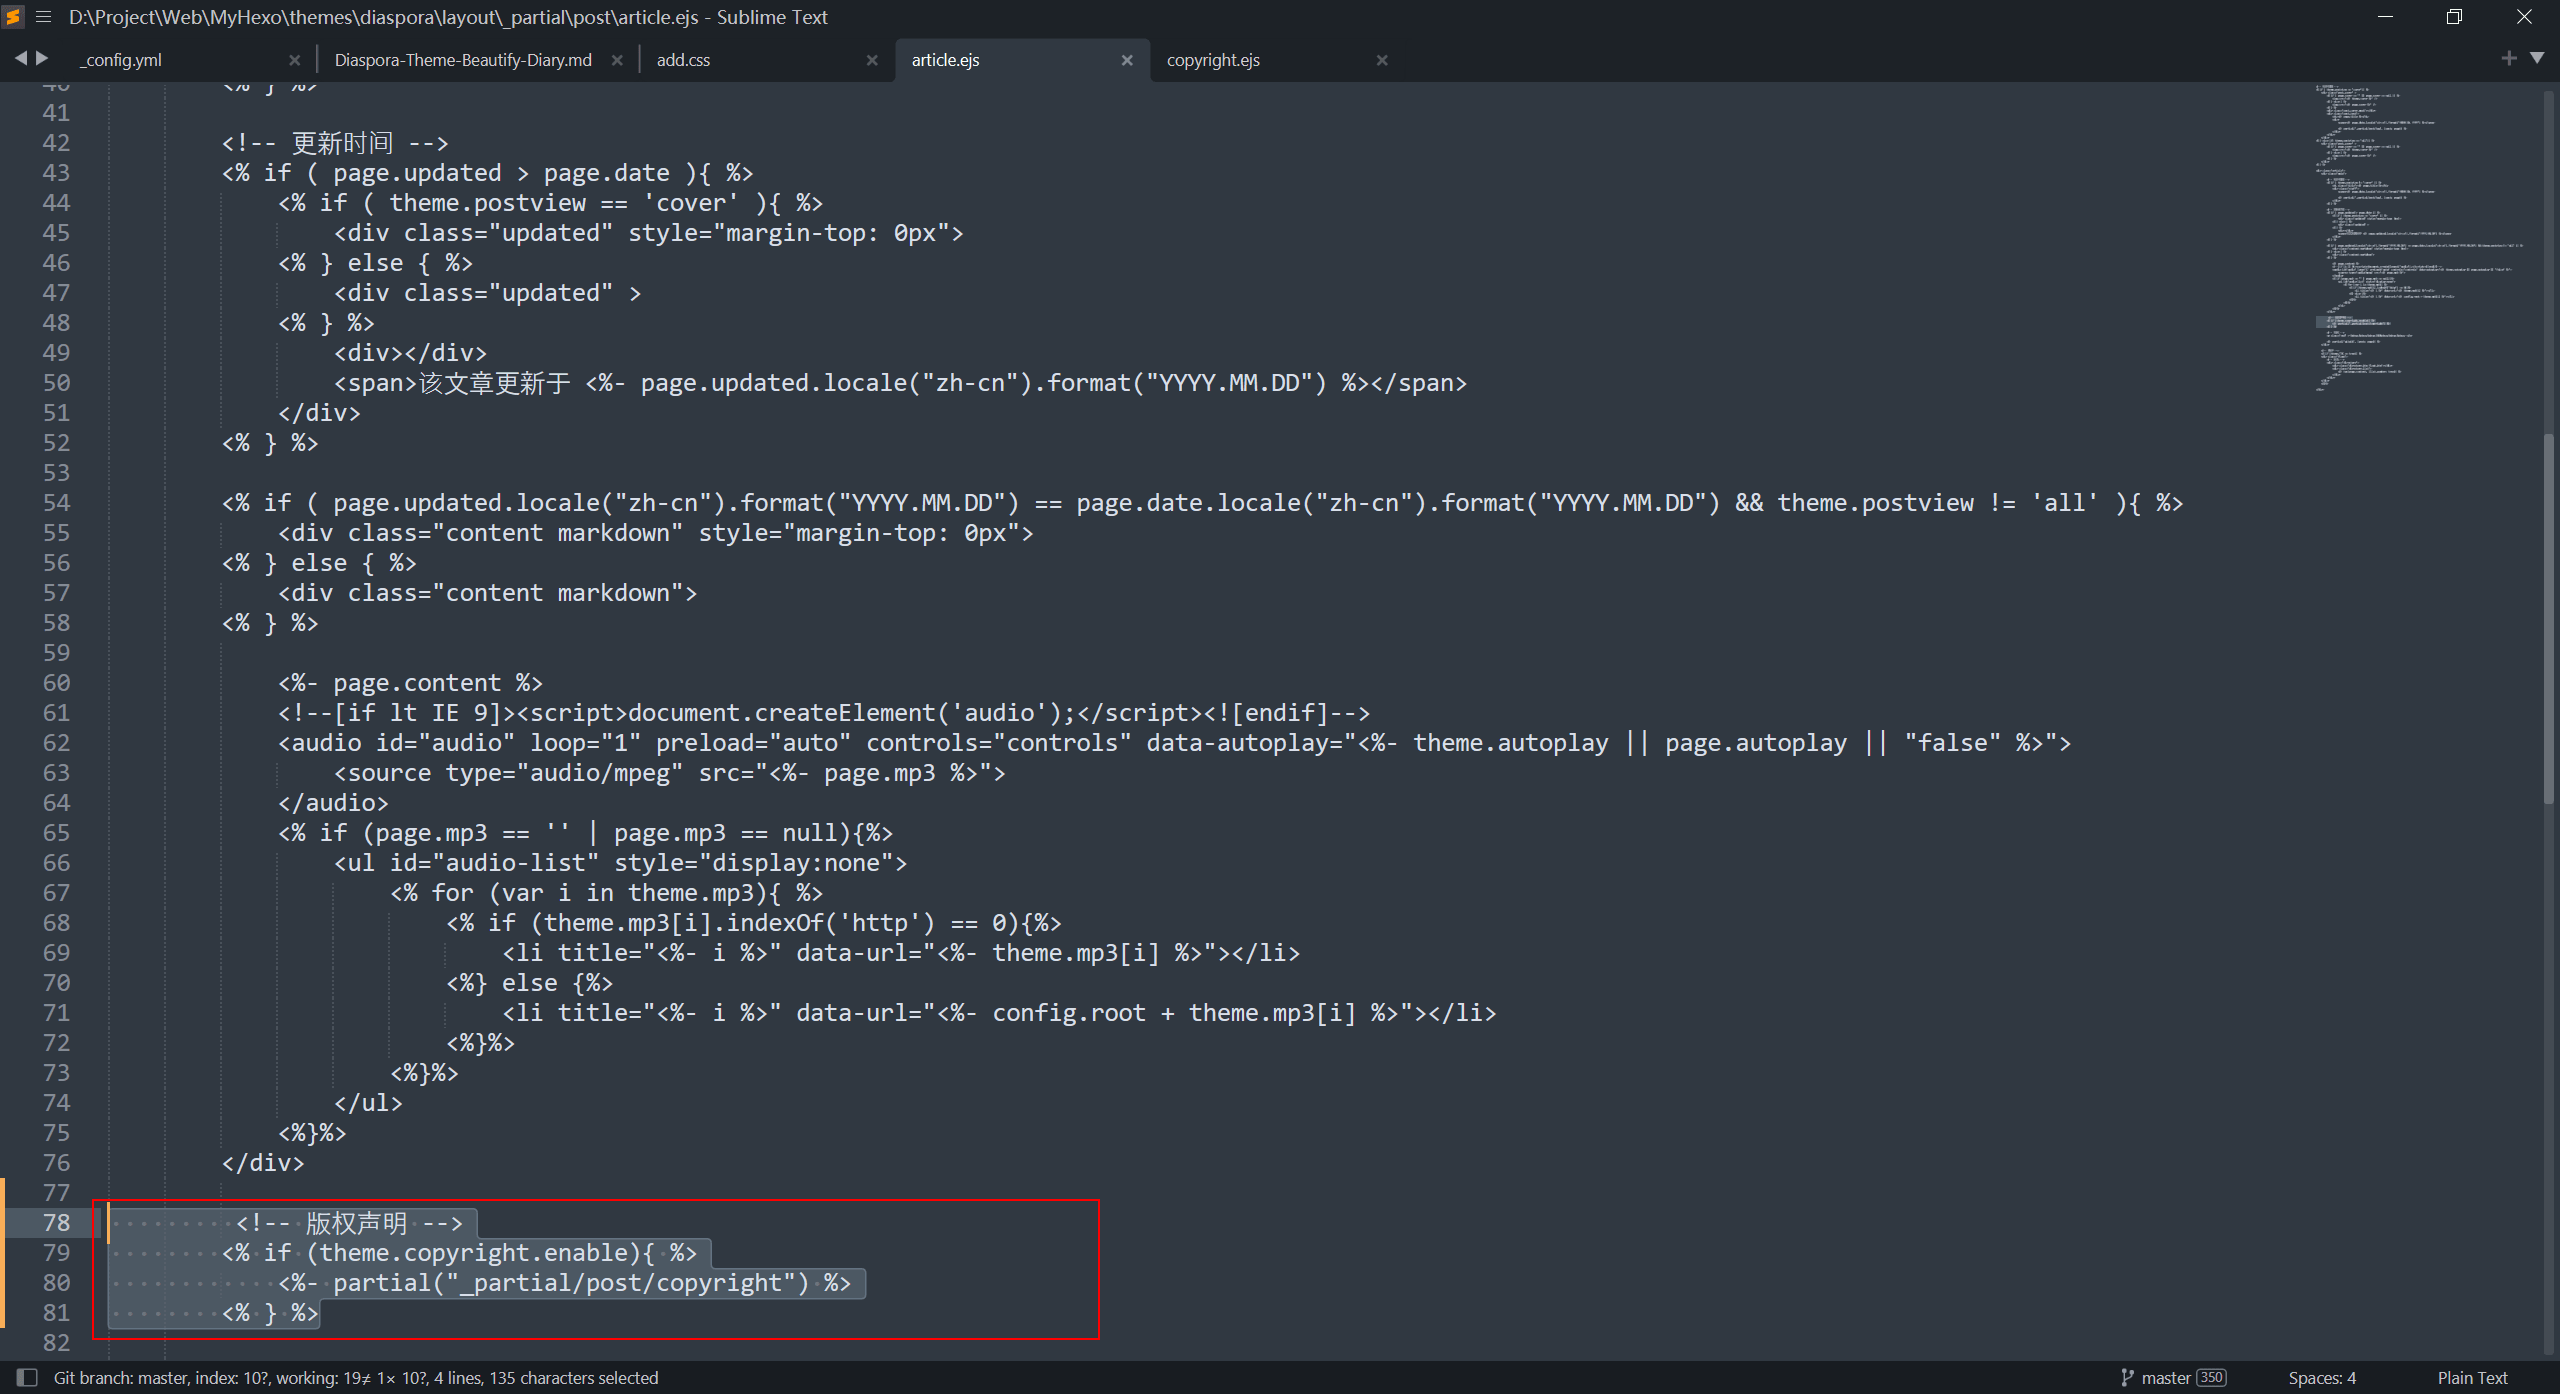 D:\Project\Web\MyHexo\themes\diaspora\layout\_partial\post\article.ejs - Sublime Text
_config.yml
Diaspora-Theme-Beautify-Diary.md
add.css
article.ejs
copyright.ejs
40 <% } %>
41
42 <!-- 更新时间 -->
43 <% if ( page.updated > page.date ){ %>
44 <% if ( theme.postview == 'cover' ){ %>
45 <div class="updated" style="margin-top: 0px">
46 <% } else { %>
47 <div class="updated" >
48 <% } %>
49 <div></div>
50 <span>该文章更新于 <%- page.updated.locale("zh-cn").format("YYYY.MM.DD") %></span>
51 </div>
52 <% } %>
53
54 <% if ( page.updated.locale("zh-cn").format("YYYY.MM.DD") == page.date.locale("zh-cn").format("YYYY.MM.DD") && theme.postview != 'all' ){ %>
55 <div class="content markdown" style="margin-top: 0px">
56 <% } else { %>
57 <div class="content markdown">
58 <% } %>
59
60 <%- page.content %>
61 <!--[if lt IE 9]><script>document.createElement('audio');</script><![endif]-->
62 <audio id="audio" loop="1" preload="auto" controls="controls" data-autoplay="<%- theme.autoplay || page.autoplay || "false" %>">
63 <source type="audio/mpeg" src="<%- page.mp3 %>">
64 </audio>
65 <% if (page.mp3 == '' | page.mp3 == null){%>
66 <ul id="audio-list" style="display:none">
67 <% for (var i in theme.mp3){ %>
68 <% if (theme.mp3[i].indexOf('http') == 0){%>
69 <li title="<%- i %>" data-url="<%- theme.mp3[i] %>"></li>
70 <%} else {%>
71 <li title="<%- i %>" data-url="<%- config.root + theme.mp3[i] %>"></li>
72 <%}%>
73 <%}%>
74 </ul>
75 <%}%>
76 </div>
77
78 <!-- 版权声明 -->
79 <% if (theme.copyright.enable){ %>
80 <%- partial("_partial/post/copyright") %>
81 <% } %>
82
Git branch: master, index: 10?, working: 19≠ 1× 10?, 4 lines, 135 characters selected
master 350
Spaces: 4
Plain Text